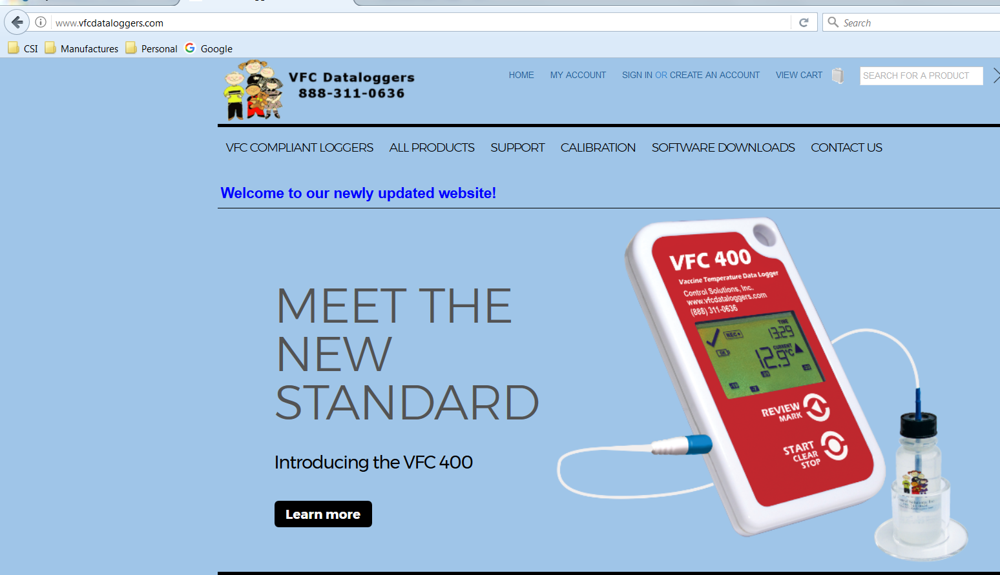 www.vfcdataloggers.com
Search
CSI Manufactures Personal Google
VFC Dataloggers
888-311-0636
HOME MY ACCOUNT SIGN IN OR CREATE AN ACCOUNT VIEW CART SEARCH FOR A PRODUCT
VFC COMPLIANT LOGGERS ALL PRODUCTS SUPPORT CALIBRATION SOFTWARE DOWNLOADS CONTACT US
Welcome to our newly updated website!
MEET THE
NEW
STANDARD
Introducing the VFC 400
Learn more
VFC 400
Vaccine Temperature Data Logger
Control Solutions, Inc.
www.vfcdataloggers.com
(888) 311-0636
TIME
REC
13:29
OK
CURRENT
12.9°C
REVIEW
MARK
START
CLEAR
STOP